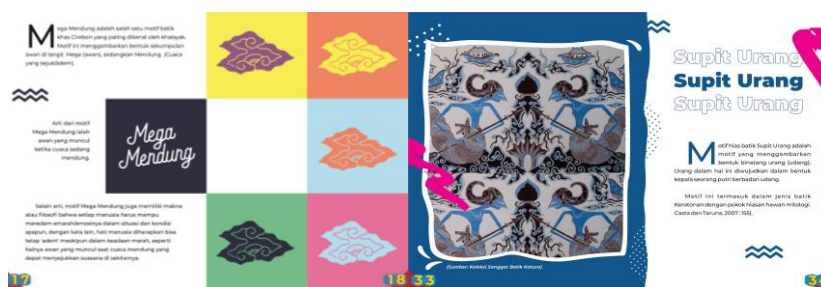 Mega Mendung adalah salah satu motif batik
khas Cirebon yang paling dikenal oleh khalayak.
Motif ini menggambarkan bentuk sekumpulan
awan di langit. Mega (awan), sedangkan Mendung (Cuaca
yang sejuk/adem).
Arti dari motif
Mega Mendung ialah
awan yang muncul
ketika cuaca sedang
mendung.
Mega
Mendung
Selain arti, motif Mega Mendung juga memiliki makna
atau filosofi bahwa setiap manusia harus mampu
meredam amarah/emosinya dalam situasi dan kondisi
apapun, dengan kata lain, hati manusia diharapkan bisa
tetap 'adem' meskipun dalam keadaan marah, seperti
halnya awan yang muncul saat cuaca mendung yang
dapat menyejukkan suasana di sekitarnya.
17
18
33
(Sumber: Koleksi Sanggar Batik Katura)
Supit Urang
Supit Urang
Supit Urang
Motif hias batik Supit Urang adalah
motif yang menggambarkan
bentuk binatang urang (udang).
Urang dalam hal ini diwujudkan dalam bentuk
kepala seorang putri berbadan udang.
Motif ini termasuk dalam jenis batik
Keratonan dengan pokok hiasan hewan mitologi.
Casta dan Taruna, 2007: 156).